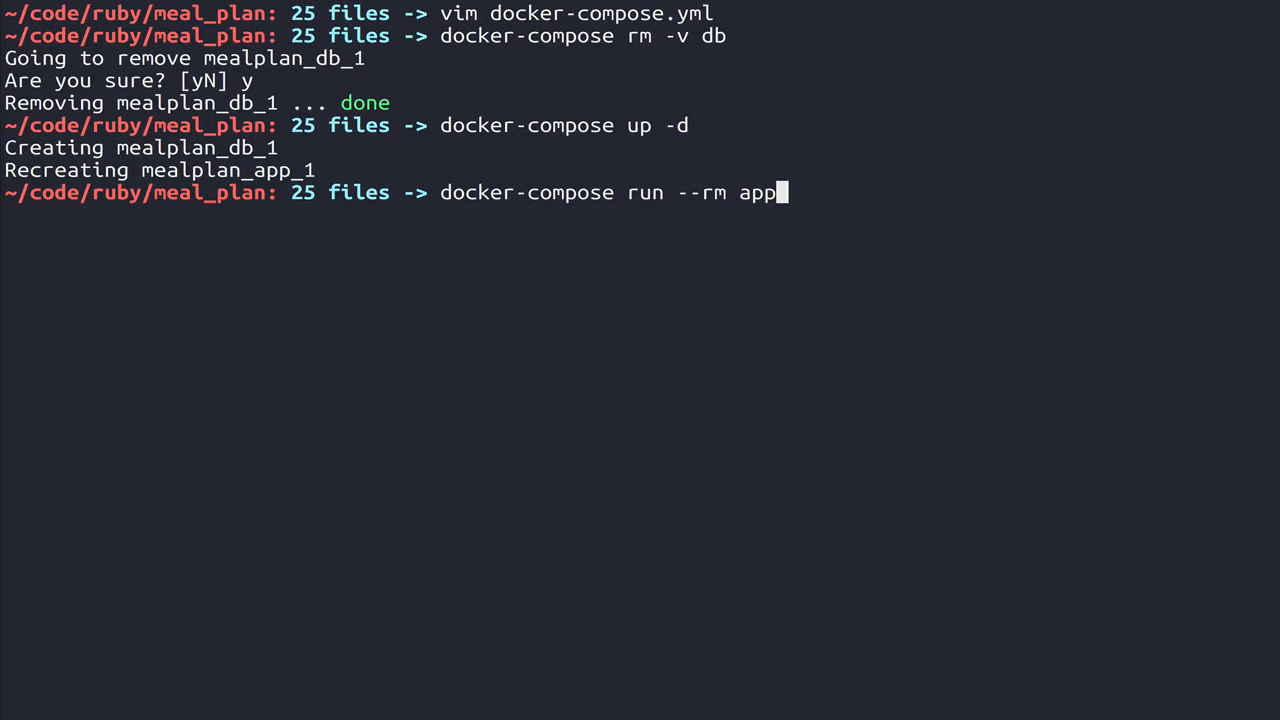 ~/code/ruby/meal_plan: 25 files -> vim docker-compose.yml
~/code/ruby/meal_plan: 25 files -> docker-compose rm -v db
Going to remove mealplan_db_1
Are you sure? [yN] y
Removing mealplan_db_1 ... done
~/code/ruby/meal_plan: 25 files -> docker-compose up -d
Creating mealplan_db_1
Recreating mealplan_app_1
~/code/ruby/meal_plan: 25 files -> docker-compose run --rm app